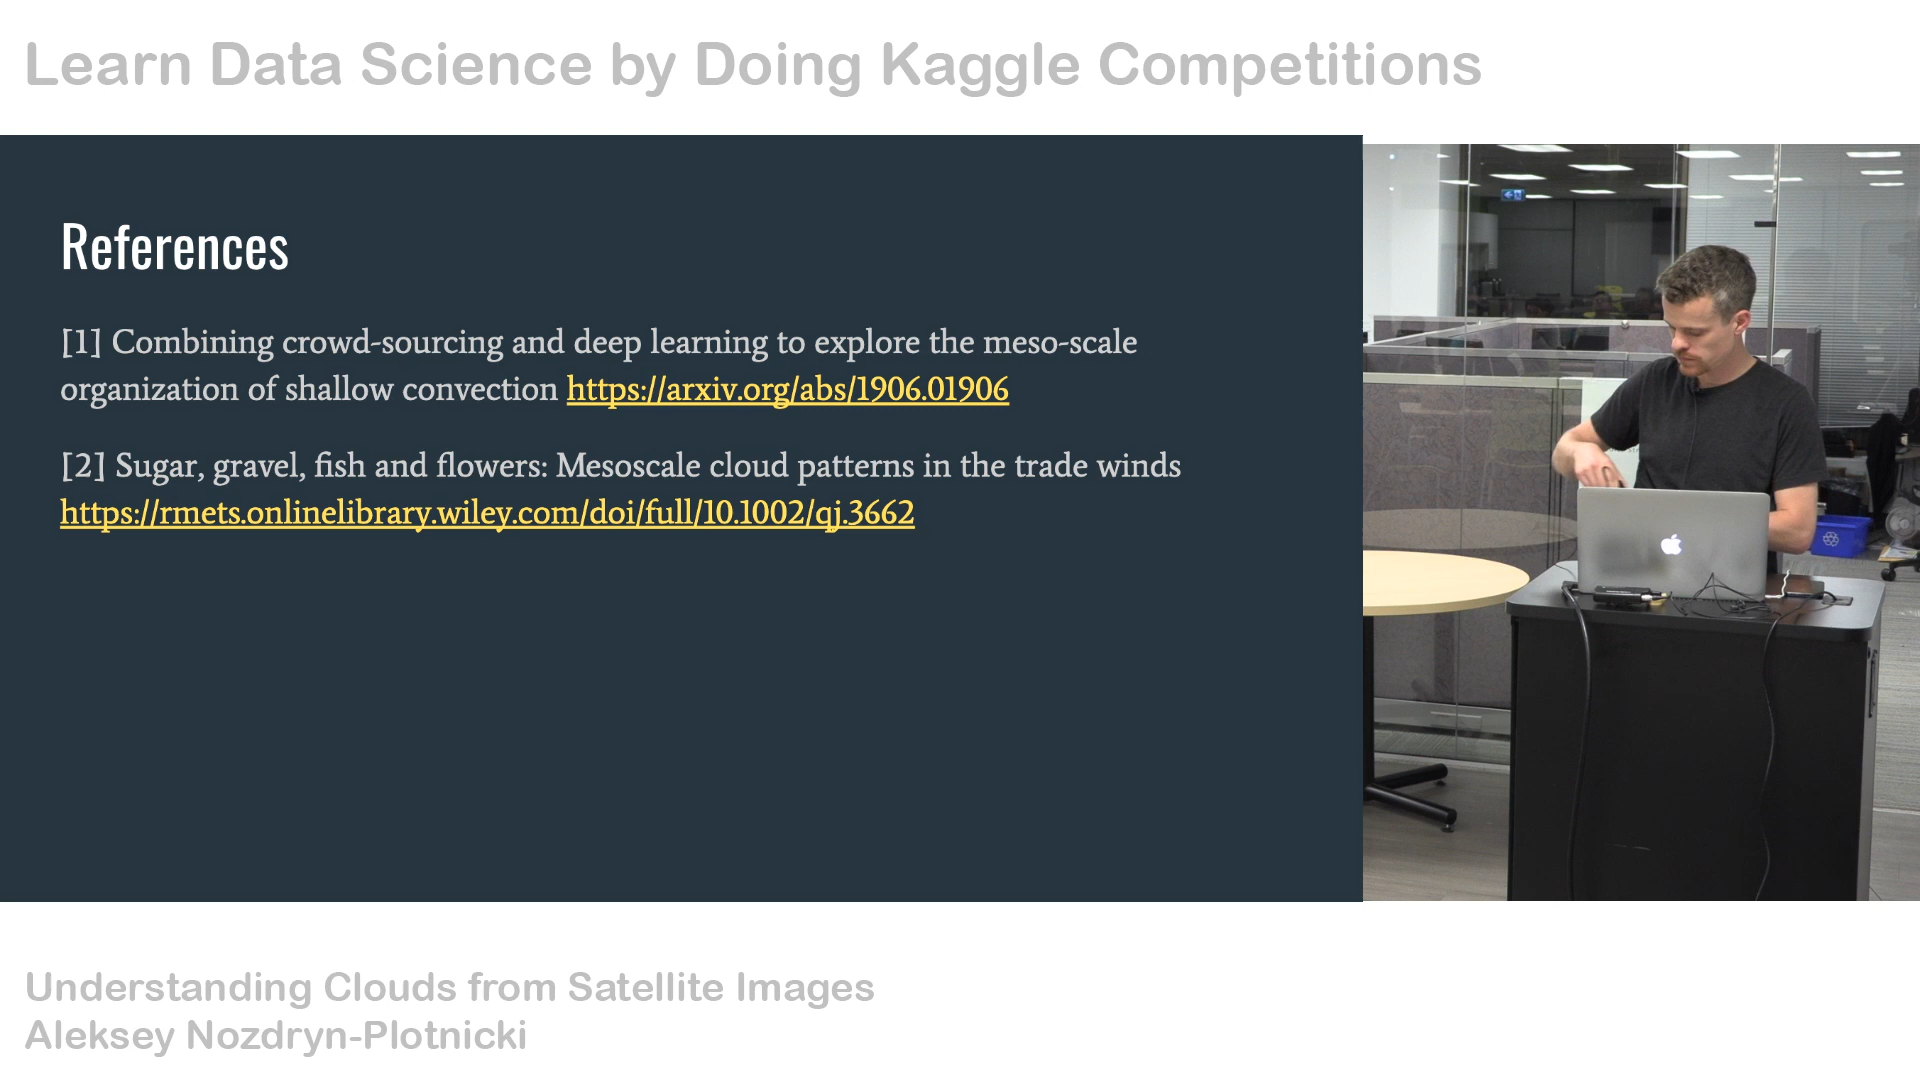 Learn Data Science by Doing Kaggle Competitions
References
[1] Combining crowd-sourcing and deep learning to explore the meso-scale
organization of shallow convection https://arxiv.org/abs/1906.01906
[2] Sugar, gravel, fish and flowers: Mesoscale cloud patterns in the trade winds
https://rmets.onlinelibrary.wiley.com/doi/full/10.1002/qj.3662
Understanding Clouds from Satellite Images
Aleksey Nozdryn-Plotnicki